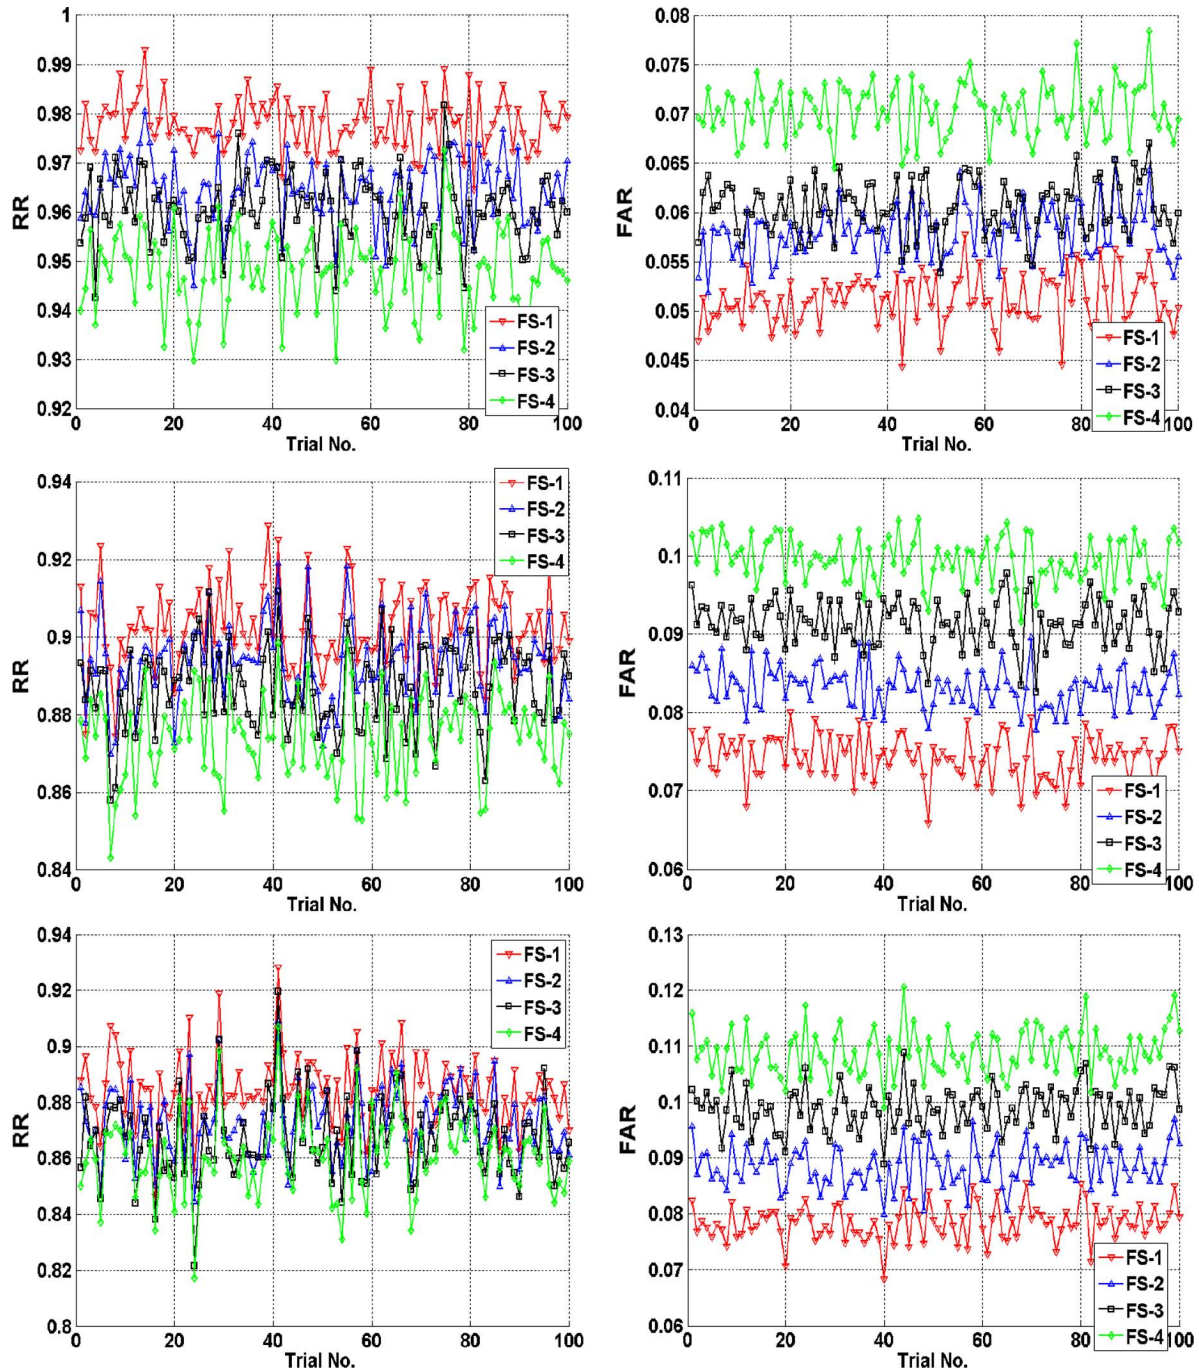 1
0.99
0.98
0.97
0.96
0.95
0.94
0.93
0.92
RR
0 20 40 60 80 100
Trial No.
FS-1
FS-2
FS-3
FS-4
0.08
0.075
0.07
0.065
0.06
0.055
0.05
0.045
0.04
FAR
0 20 40 60 80 100
Trial No.
FS-1
FS-2
FS-3
FS-4
0.94
0.92
0.9
0.88
0.86
0.84
RR
0 20 40 60 80 100
Trial No.
FS-1
FS-2
FS-3
FS-4
0.11
0.1
0.09
0.08
0.07
0.06
FAR
0 20 40 60 80 100
Trial No.
FS-1
FS-2
FS-3
FS-4
0.94
0.92
0.9
0.88
0.86
0.84
0.82
0.8
RR
0 20 40 60 80 100
Trial No.
FS-1
FS-2
FS-3
FS-4
0.13
0.12
0.11
0.1
0.09
0.08
0.07
0.06
FAR
0 20 40 60 80 100
Trial No.
FS-1
FS-2
FS-3
FS-4